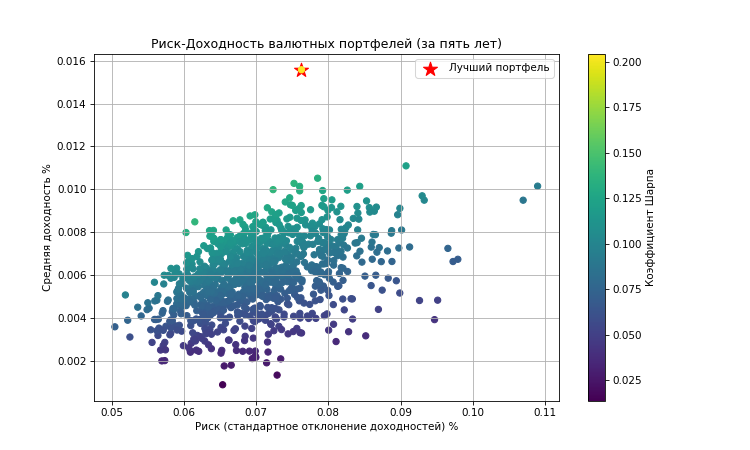 Риск-Доходность валютных портфелей (за пять лет)
Лучший портфель
Средняя доходность %
0.016
0.014
0.012
0.010
0.008
0.006
0.004
0.002
0.05 0.06 0.07 0.08 0.09 0.10 0.11
Риск (стандартное отклонение доходностей) %
0.200
0.175
0.150
0.125
0.100
0.075
0.050
0.025
Коэффициент Шарпа